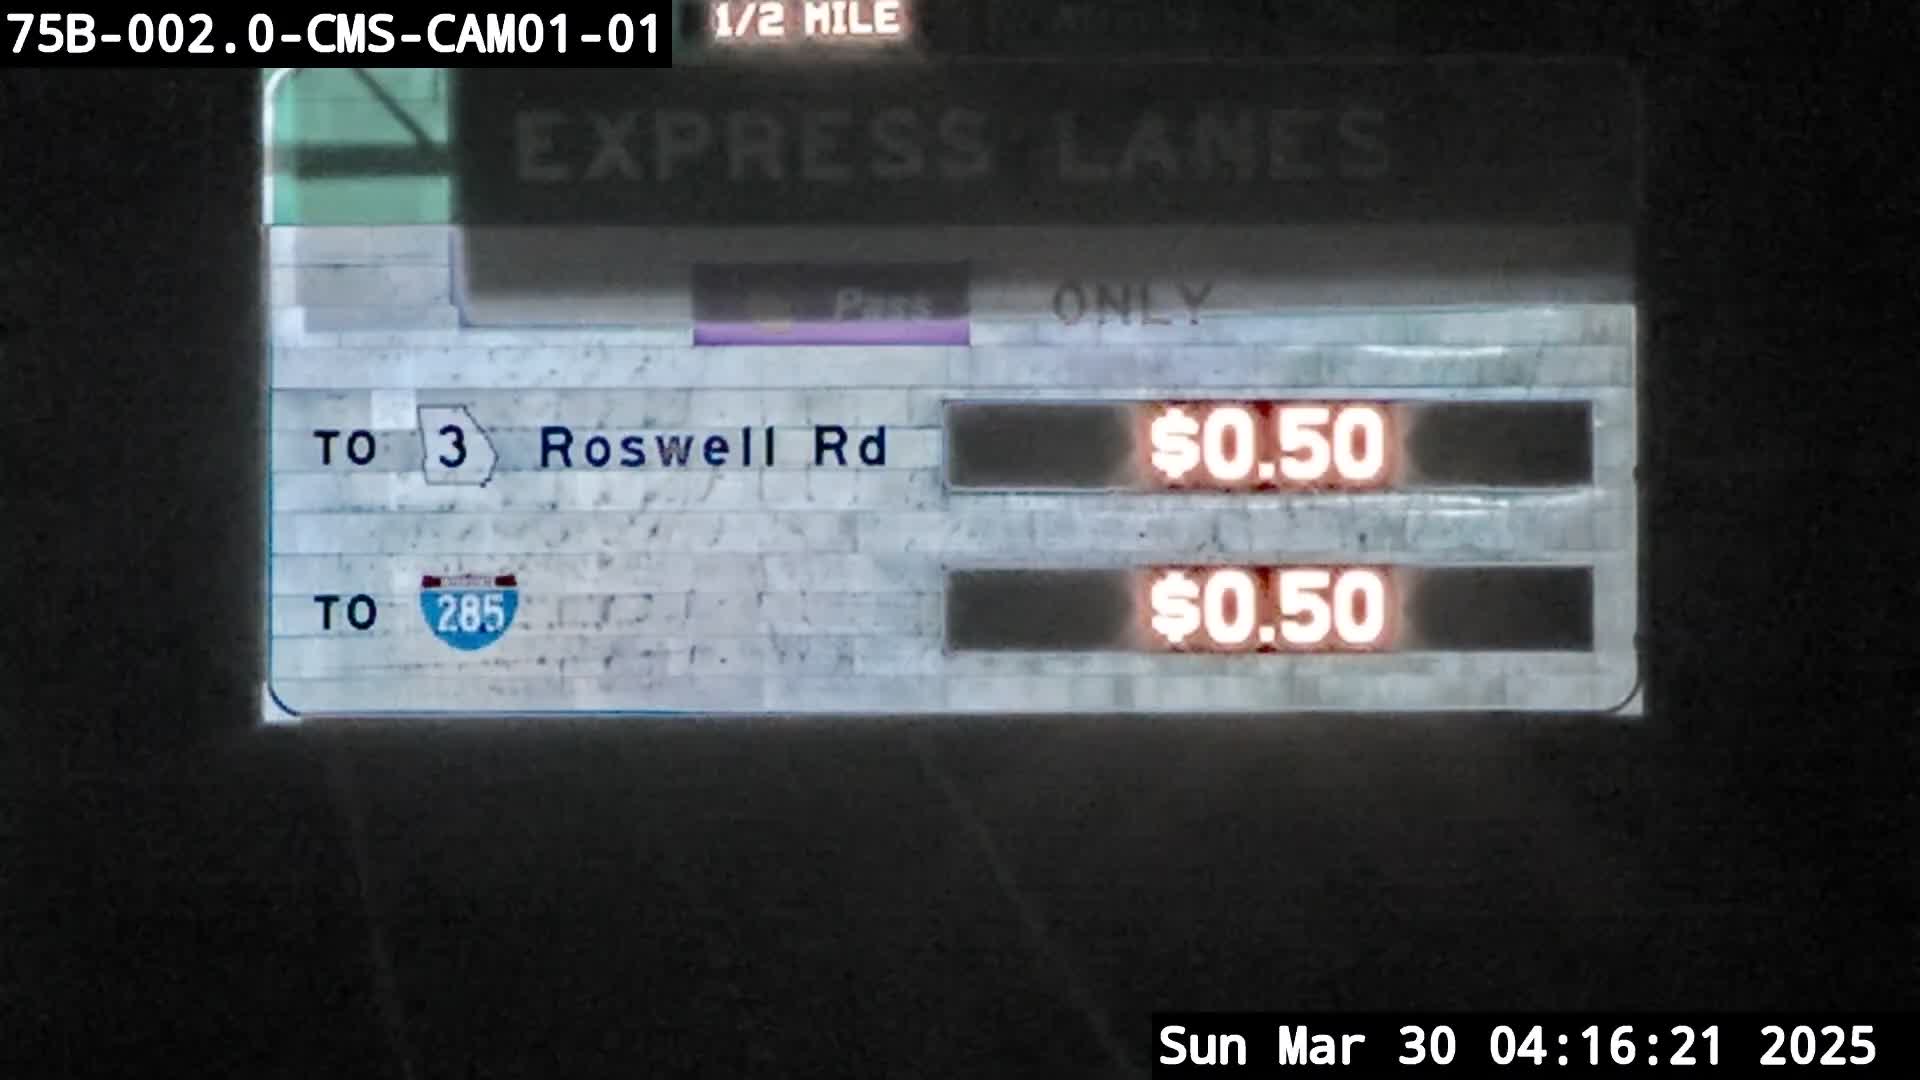 75B-002.0-CMS-CAM01-01
1/2 MILE
EXPRESS LANES
Pass ONLY
TO 3 Roswell Rd $0.50
TO INTERSTATE 285 $0.50
Sun Mar 30 04:16:21 2025